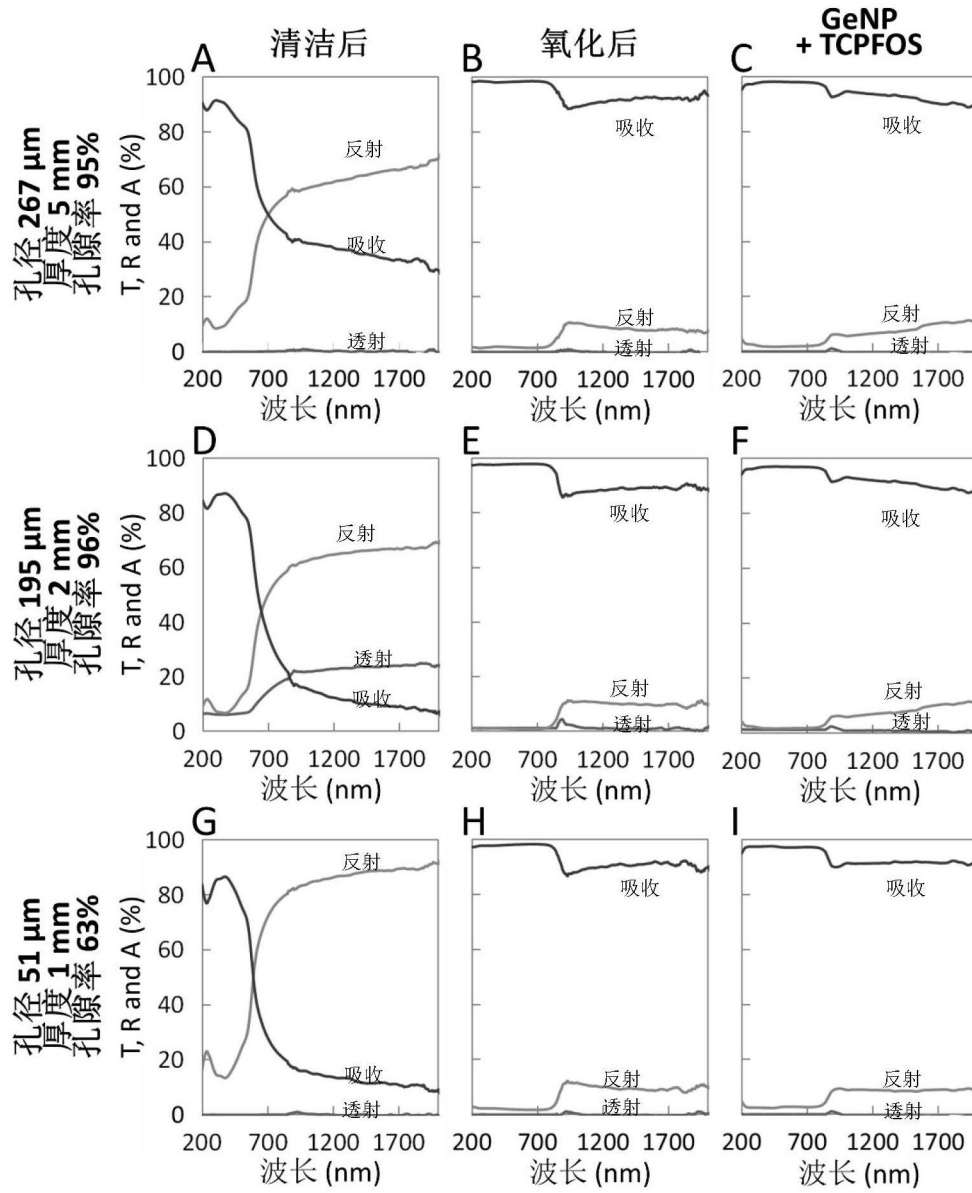 清洁后
氧化后
GeNP
+ TCPFOS
孔径 267 µm
厚度 5 mm
孔隙率 95%
T, R and A (%)
A
100
80
60
40
20
0
反射
吸收
透射
200 700 1200 1700
波长 (nm)
B
吸收
反射
透射
200 700 1200 1700
波长 (nm)
C
吸收
反射
透射
200 700 1200 1700
波长 (nm)
孔径 195 µm
厚度 2 mm
孔隙率 96%
T, R and A (%)
D
100
80
60
40
20
0
反射
透射
吸收
200 700 1200 1700
波长 (nm)
E
吸收
反射
透射
200 700 1200 1700
波长 (nm)
F
吸收
反射
透射
200 700 1200 1700
波长 (nm)
孔径 51 µm
厚度 1 mm
孔隙率 63%
T, R and A (%)
G
100
80
60
40
20
0
反射
吸收
透射
200 700 1200 1700
波长 (nm)
H
吸收
反射
透射
200 700 1200 1700
波长 (nm)
I
吸收
反射
透射
200 700 1200 1700
波长 (nm)